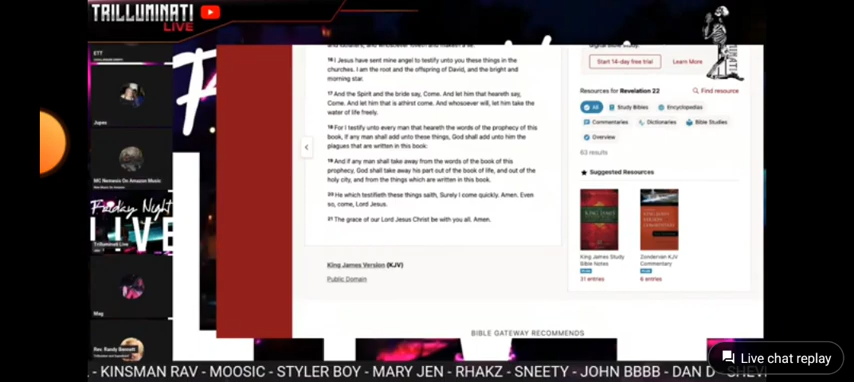 TRILLUMINATI
LIVE
ETT
Jupes
MC Nemesis On Amazon Music
Friday Night
LIVE
Trilluminati Live
Mag
Rev. Randy Bennett
16 I Jesus have sent mine angel to testify unto you these things in the
churches. I am the root and the offspring of David, and the bright and
morning star.
17 And the Spirit and the bride say, Come. And let him that heareth say,
Come. And let him that is athirst come. And whosoever will, let him take the
water of life freely.
18 For I testify unto every man that heareth the words of the prophecy of this
book, If any man shall add unto these things, God shall add unto him the
plagues that are written in this book:
19 And if any man shall take away from the words of the book of this
prophecy, God shall take away his part out of the book of life, and out of the
holy city, and from the things which are written in this book.
20 He which testifieth these things saith, Surely I come quickly. Amen. Even
so, come, Lord Jesus.
21 The grace of our Lord Jesus Christ be with you all. Amen.
King James Version (KJV)
Public Domain
Start 14-day free trial
Learn More
Resources for Revelation 22
Find resource
All
Study Bibles
Encyclopedias
Commentaries
Dictionaries
Bible Studies
Overview
63 results
Suggested Resources
King James Study
Bible Notes
31 entries
Zondervan KJV
Commentary
6 entries
BIBLE GATEWAY RECOMMENDS
Live chat replay
- KINSMAN RAV - MOOSIC - STYLER BOY - MARY JEN - RHAKZ - SNEETY - JOHN BBBB - DAN D